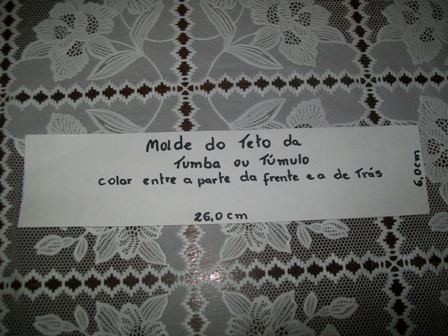 Molde do Teto da
Tumba ou Túmulo
colar entre a parte da frente e a de Trás
26,0 cm
6,0 cm